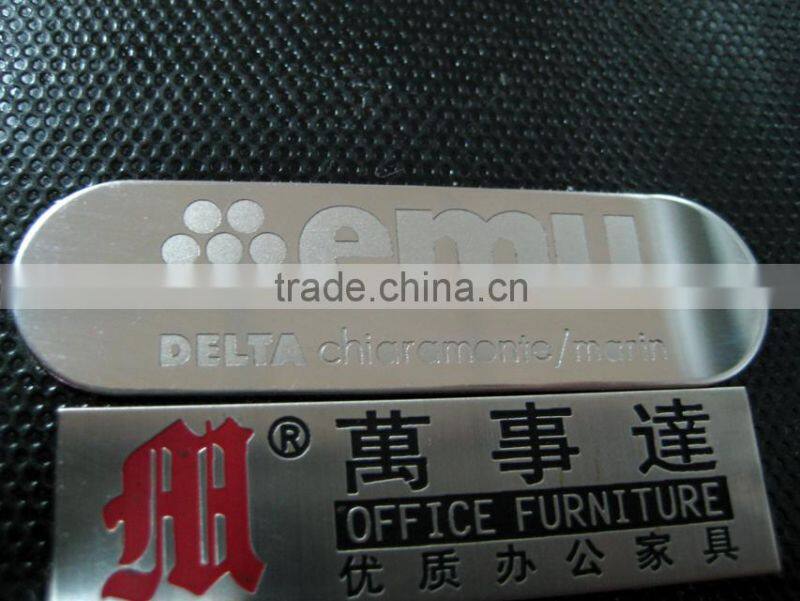 emu
trade.china.cn
DELTA chiaramonte/marin
M® 萬事達
OFFICE FURNITURE
优质办公家具